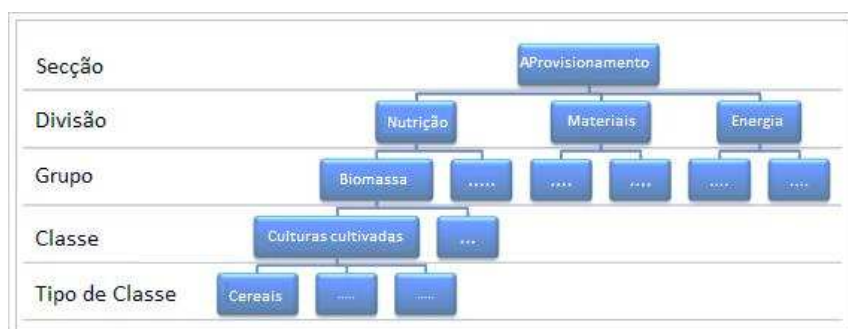 Secção
AProvisionamento
Divisão
Nutrição
Materiais
Energia
Grupo
Biomassa
.....
....
....
....
....
Classe
Culturas cultivadas
...
Tipo de Classe
Cereais
.....
.....